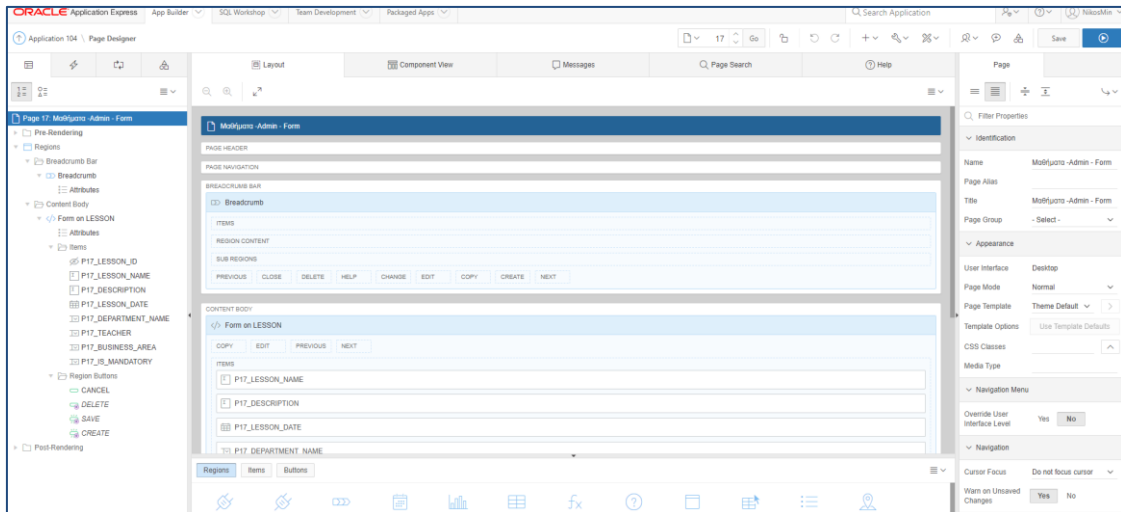 ORACLE Application Express App Builder SQL Workshop Team Development Packaged Apps Search Application NikosMin
Application 104 \ Page Designer 17 Go Save
Layout Component View Messages Page Search Help Page
Page 17: Μαθήματα -Admin - Form
Pre-Rendering
Regions
Breadcrumb Bar
Breadcrumb
Attributes
Content Body
Form on LESSON
Attributes
Items
P17_LESSON_ID
P17_LESSON_NAME
P17_DESCRIPTION
P17_LESSON_DATE
P17_DEPARTMENT_NAME
P17_TEACHER
P17_BUSINESS_AREA
P17_IS_MANDATORY
Region Buttons
CANCEL
DELETE
SAVE
CREATE
Post-Rendering
Μαθήματα -Admin - Form
PAGE HEADER
PAGE NAVIGATION
BREADCRUMB BAR
Breadcrumb
ITEMS
REGION CONTENT
SUB REGIONS
PREVIOUS CLOSE DELETE HELP CHANGE EDIT COPY CREATE NEXT
CONTENT BODY
Form on LESSON
COPY EDIT PREVIOUS NEXT
ITEMS
P17_LESSON_NAME
P17_DESCRIPTION
P17_LESSON_DATE
P17_DEPARTMENT_NAME
Regions Items Buttons
Filter Properties
Identification
Name Μαθήματα -Admin - Form
Page Alias
Title Μαθήματα -Admin - Form
Page Group - Select -
Appearance
User Interface Desktop
Page Mode Normal
Page Template Theme Default
Template Options Use Template Defaults
CSS Classes
Media Type
Navigation Menu
Override User
Interface Level Yes No
Navigation
Cursor Focus Do not focus cursor
Warn on Unsaved
Changes Yes No